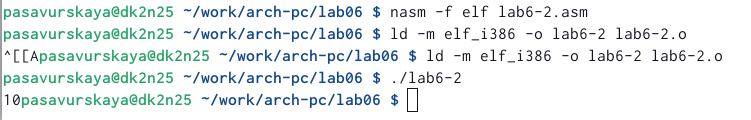 pasavurskaya@dk2n25 ~/work/arch-pc/lab06 $ nasm -f elf lab6-2.asm
pasavurskaya@dk2n25 ~/work/arch-pc/lab06 $ ld -m elf_i386 -o lab6-2 lab6-2.o
^[[Apasavurskaya@dk2n25 ~/work/arch-pc/lab06 $ ld -m elf_i386 -o lab6-2 lab6-2.o
pasavurskaya@dk2n25 ~/work/arch-pc/lab06 $ ./lab6-2
10pasavurskaya@dk2n25 ~/work/arch-pc/lab06 $